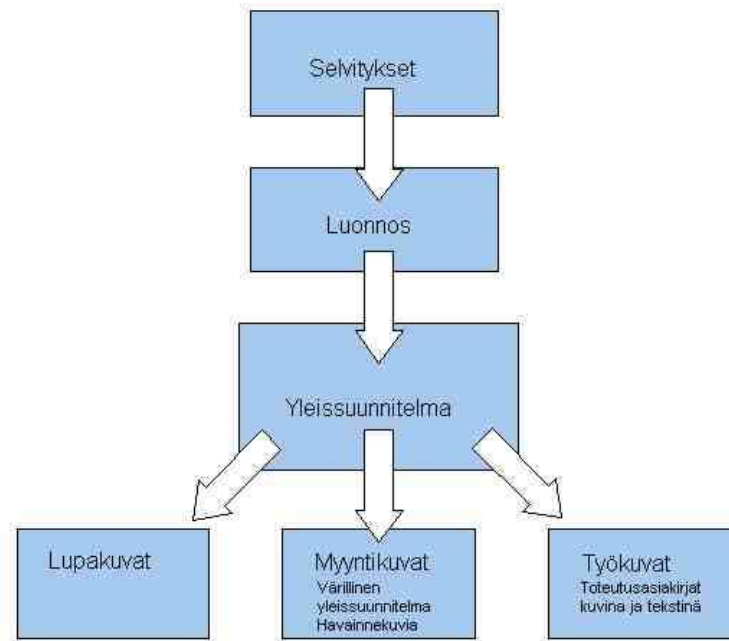 Selvitykset
Luonnos
Yleissuunnitelma
Lupakuvat
Myyntikuvat
Värillinen
yleissuunnitelma
Havainnekuvia
Työkuvat
Toteutusasiakirjat
kuvina ja tekstinä